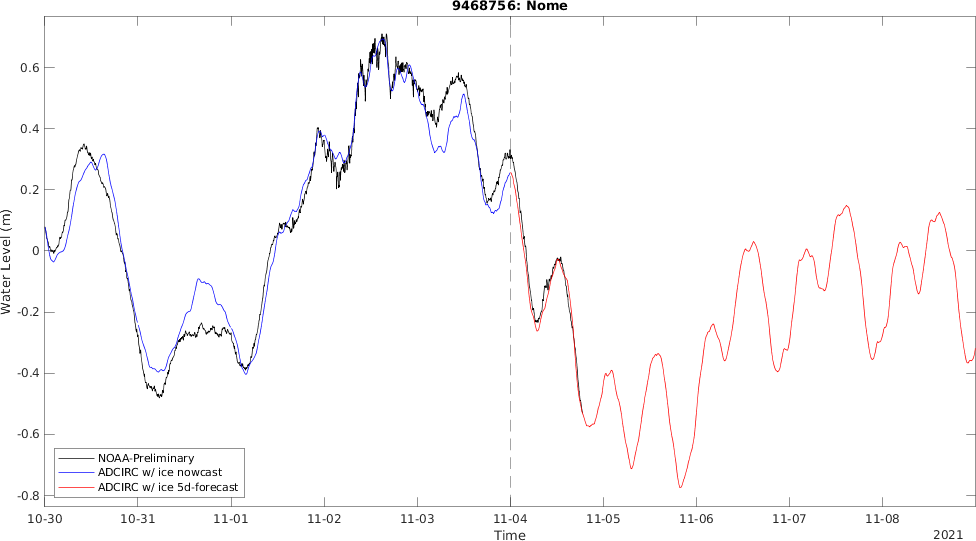 9468756: Nome
Water Level (m)
0.6
0.4
0.2
0
-0.2
-0.4
-0.6
-0.8
NOAA-Preliminary
ADCIRC w/ ice nowcast
ADCIRC w/ ice 5d-forecast
10-30 10-31 11-01 11-02 11-03 11-04 11-05 11-06 11-07 11-08
Time
2021